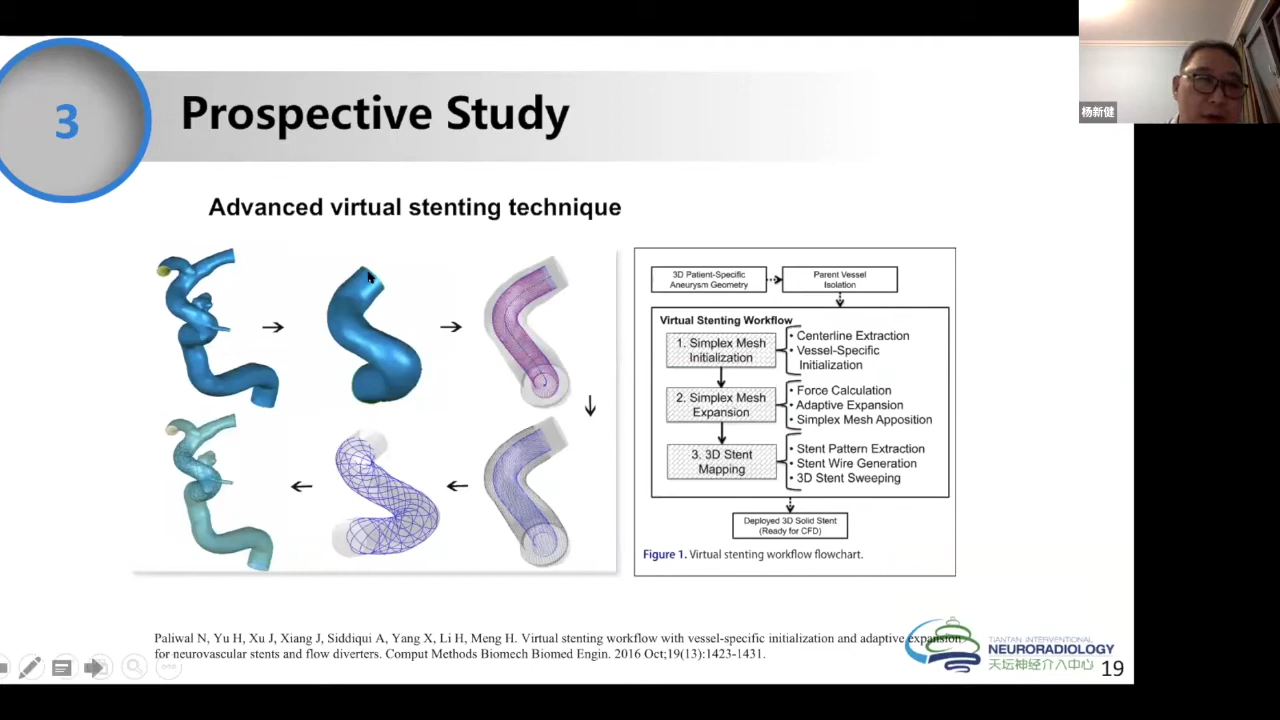 杨新健
3
Prospective Study
Advanced virtual stenting technique
3D Patient-Specific
Aneurysm Geometry
Parent Vessel
Isolation
Virtual Stenting Workflow
1. Simplex Mesh
Initialization
• Centerline Extraction
• Vessel-Specific
Initialization
2. Simplex Mesh
Expansion
• Force Calculation
• Adaptive Expansion
• Simplex Mesh Apposition
3. 3D Stent
Mapping
• Stent Pattern Extraction
• Stent Wire Generation
• 3D Stent Sweeping
Deployed 3D Solid Stent
(Ready for CFD)
Figure 1. Virtual stenting workflow flowchart.
Paliwal N, Yu H, Xu J, Xiang J, Siddiqui A, Yang X, Li H, Meng H. Virtual stenting workflow with vessel-specific initialization and adaptive expansion
for neurovascular stents and flow diverters. Comput Methods Biomech Biomed Engin. 2016 Oct;19(13):1423-1431.
TIANTAN INTERVENTIONAL
NEURORADIOLOGY
天坛神经介入中心
19